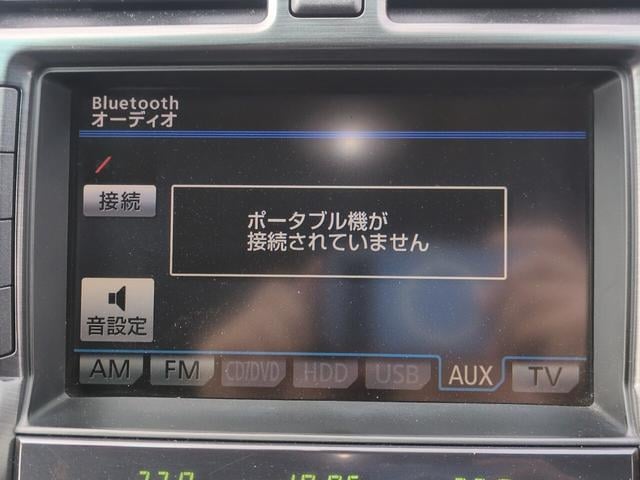 Bluetooth
オーディオ
接続
ポータブル機が
接続されていません
音設定
AM FM CD/DVD HDD USB AUX TV